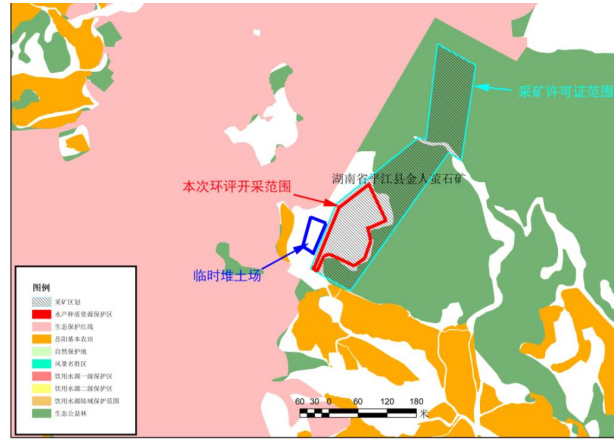 采矿许可证范围
湖南省平江县金人萤石矿
本次环评开采范围
临时堆土场
图例
采矿区划
水产种质资源保护区
生态保护红线
岳阳基本农田
自然保护地
风景名胜区
饮用水源一级保护区
饮用水源二级保护区
饮用水源陆域保护范围
生态公益林
60 30 0 60 120 180
米